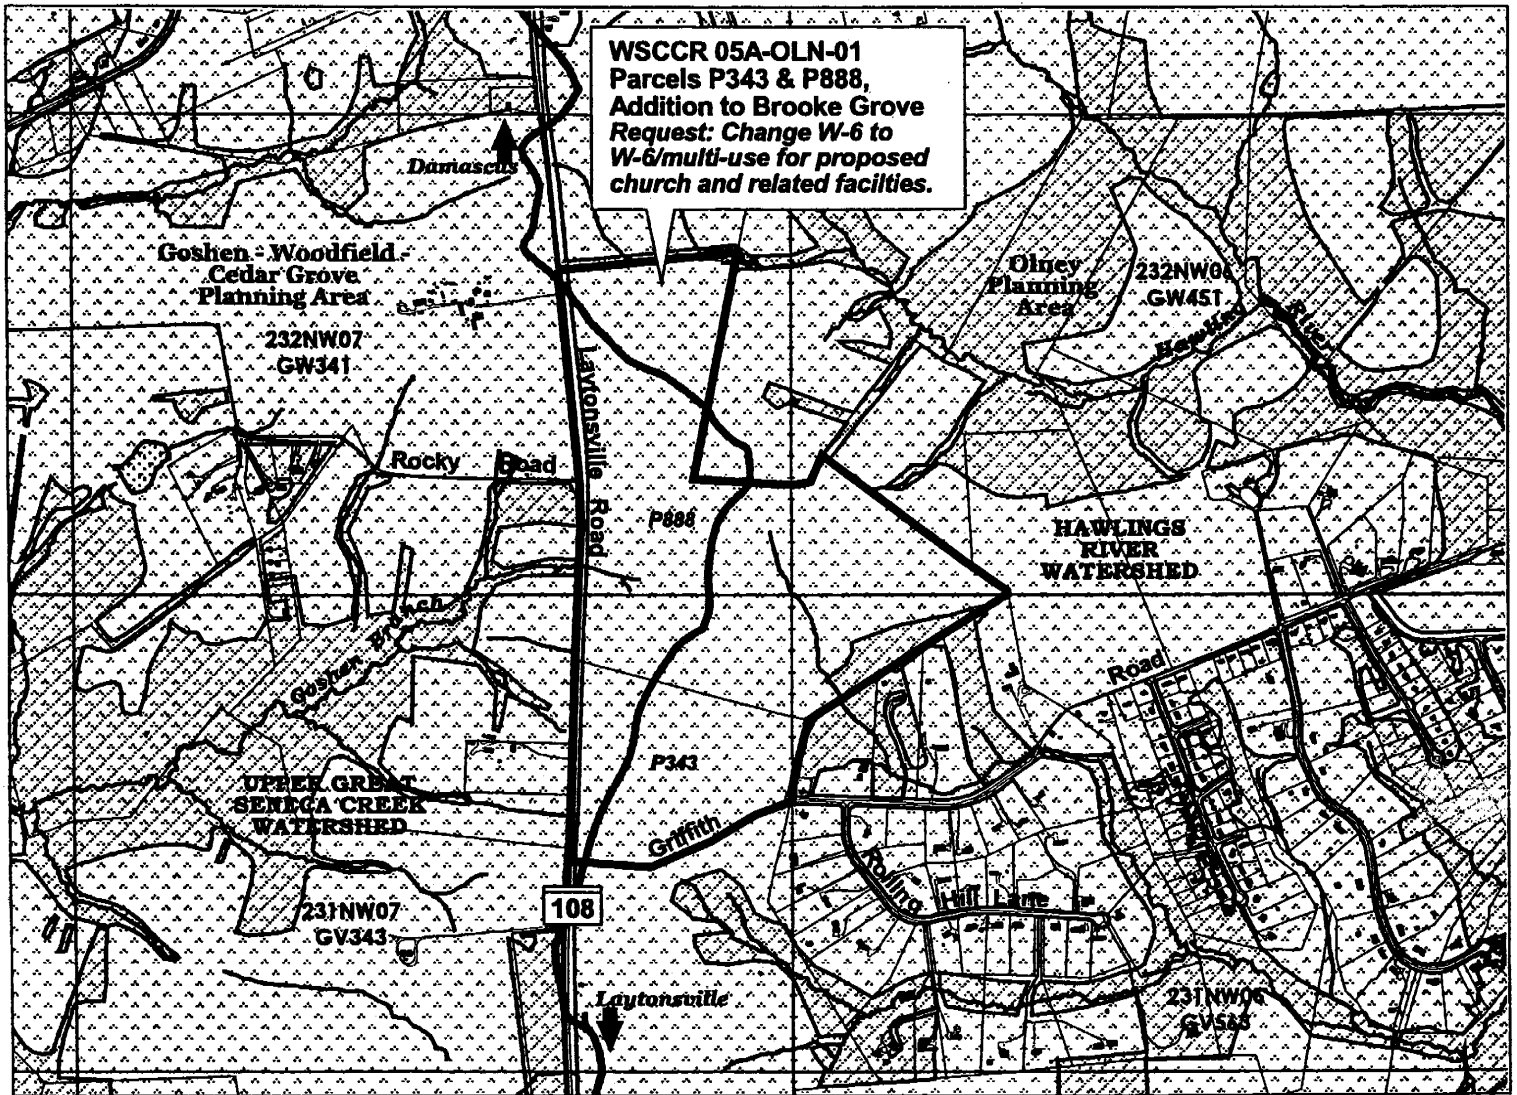 WSCCR 05A-OLN-01
Parcels P343 & P888,
Addition to Brooke Grove
Request: Change W-6 to
W-6/multi-use for proposed
church and related facilties.
Damascus
Goshen - Woodfield -
Cedar Grove
Planning Area
232NW07
GW341
Olney
Planning
Area
232NW06
GW451
Hawlings
River
Laytonsville
Road
Rocky
Road
P888
HAWLINGS
RIVER
WATERSHED
Goshen
Branch
Road
P343
UPPER GREAT
SENECA CREEK
WATERSHED
Griffith
Rolling
Hill
Lane
108
231NW07
GV343
Laytonsville
231NW06
GV563